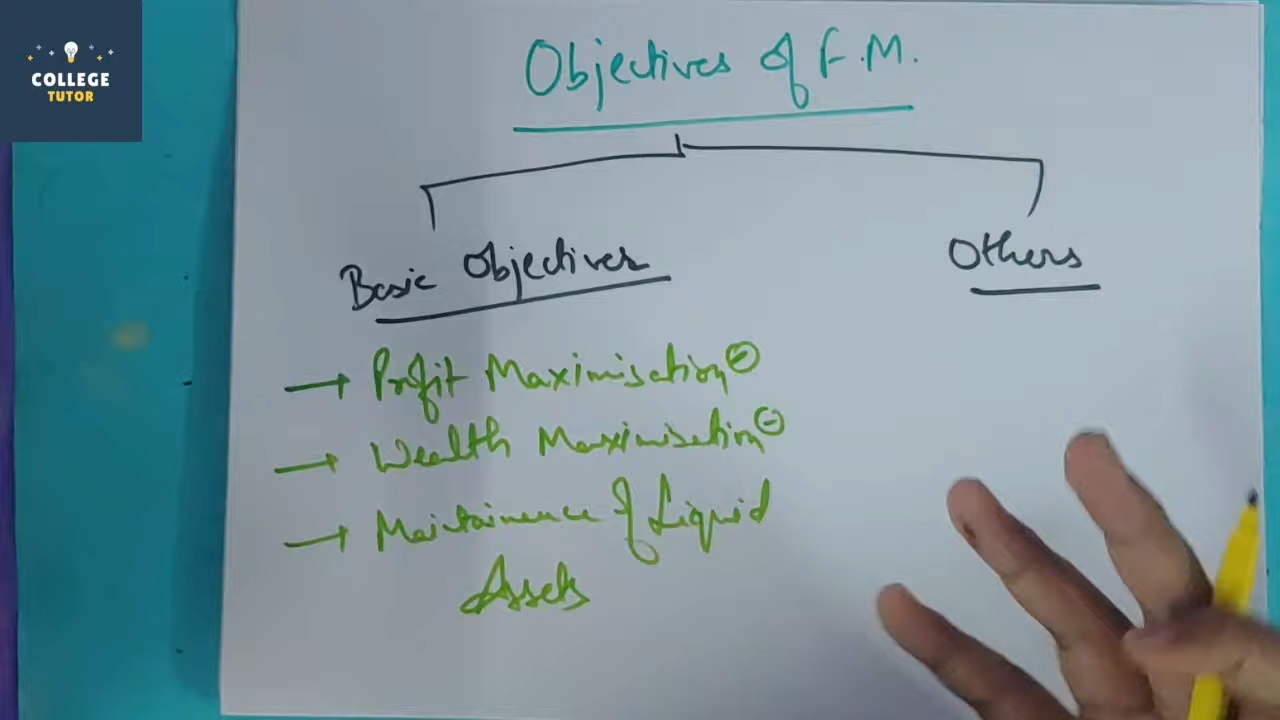 COLLEGE
TUTOR
Objectives of F.M.
Basic Objectives
Others
→ Profit Maximisation
→ Wealth Maximisation
→ Maintainence of Liquid
Assets